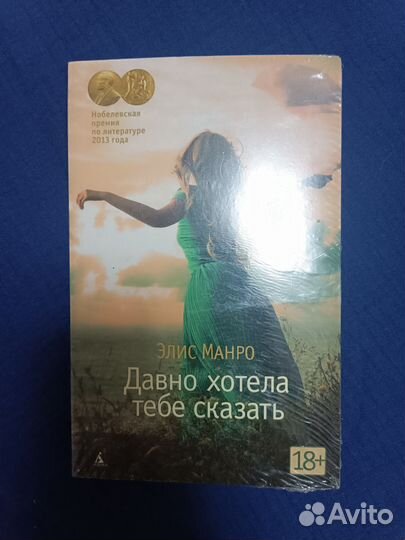 Нобелевская
премия
по литературе
2013 года
Элис Манро
Давно хотела
тебе сказать
18+
Avito